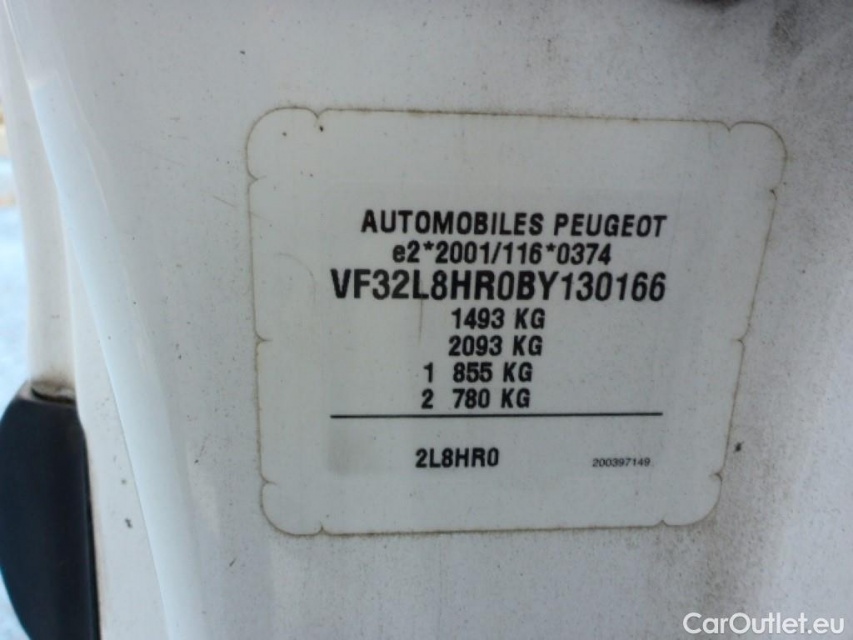 AUTOMOBILES PEUGEOT
e2*2001/116*0374
VF32L8HR0BY130166
1493 KG
2093 KG
1 855 KG
2 780 KG
2L8HR0 200397149
CarOutlet.eu